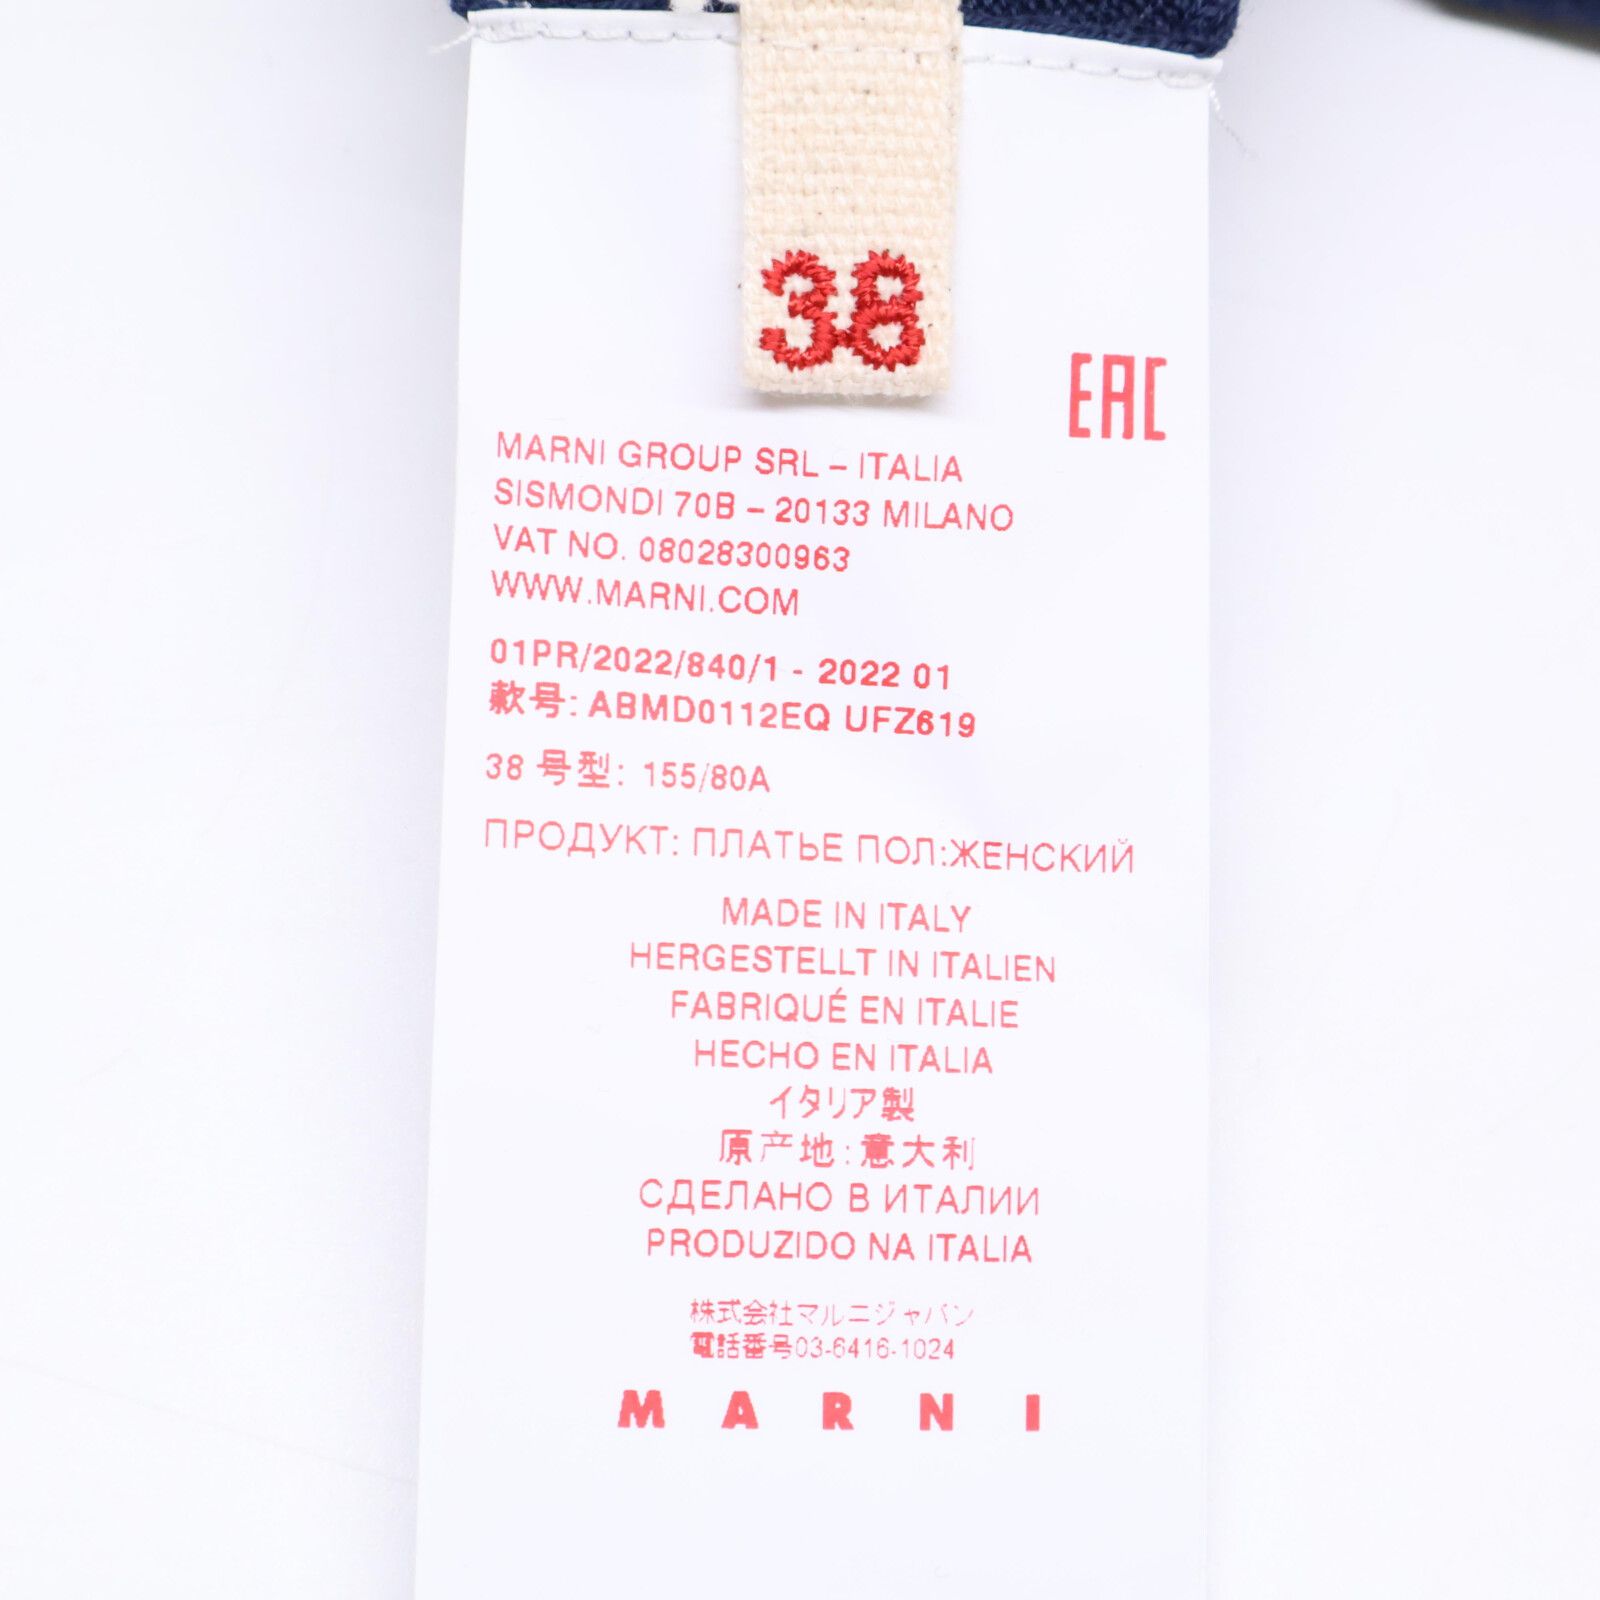 38
EAC
MARNI GROUP SRL – ITALIA
SISMONDI 70B – 20133 MILANO
VAT NO. 08028300963
WWW.MARNI.COM
01PR/2022/840/1 - 2022 01
款号: ABMD0112EQ UFZ619
38 号型: 155/80A
ПРОДУКТ: ПЛАТЬЕ ПОЛ:ЖЕНСКИЙ
MADE IN ITALY
HERGESTELLT IN ITALIEN
FABRIQUÉ EN ITALIE
HECHO EN ITALIA
イタリア製
原产地:意大利
СДЕЛАНО В ИТАЛИИ
PRODUZIDO NA ITALIA
株式会社マルニジャパン
電話番号03-6416-1024
MARNI